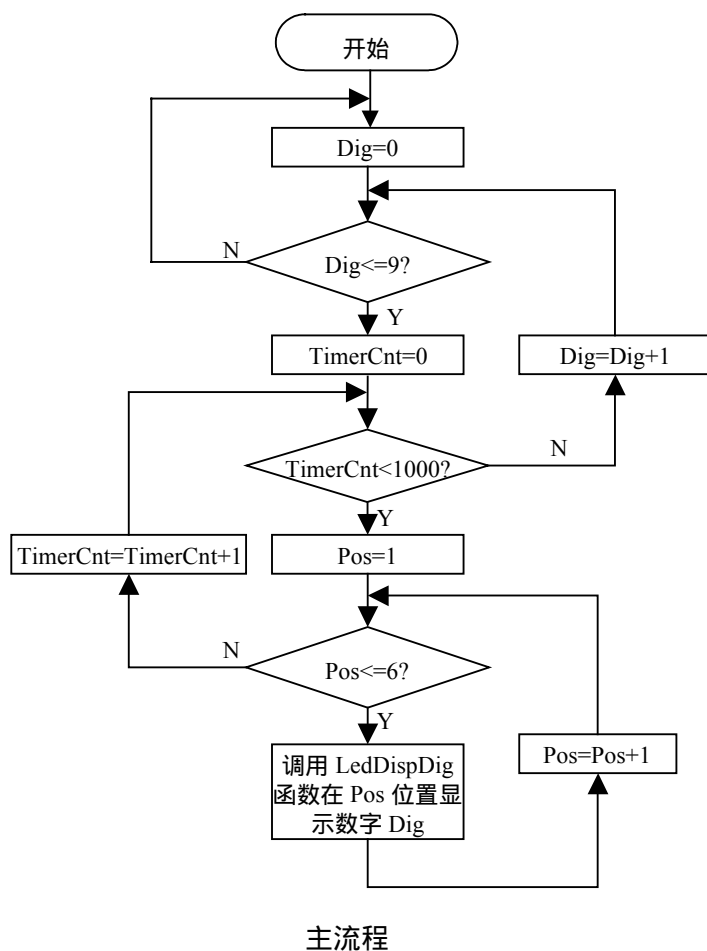 开始
Dig=0
N
Dig<=9?
Y
TimerCnt=0
Dig=Dig+1
TimerCnt<1000?
N
Y
TimerCnt=TimerCnt+1
Pos=1
N
Pos<=6?
Y
调用 LedDispDig
函数在 Pos 位置显
示数字 Dig
Pos=Pos+1
主流程